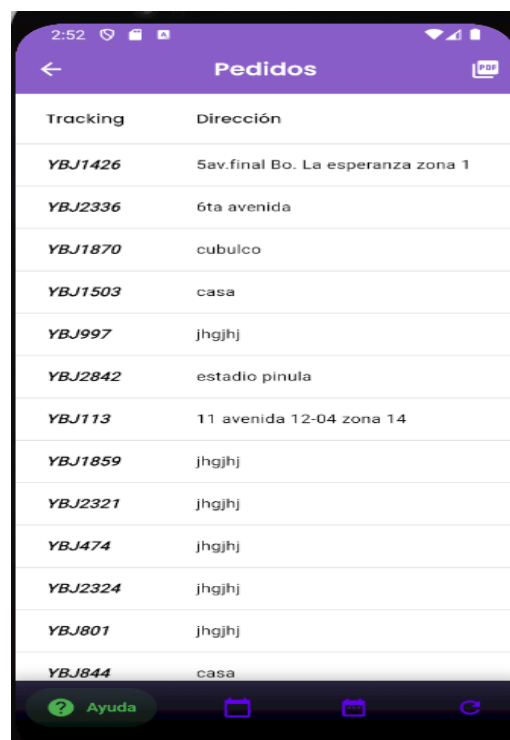 2:52
Pedidos
PDF
Tracking Dirección
YBJ1426 5av.final Bo. La esperanza zona 1
YBJ2336 6ta avenida
YBJ1870 cubulco
YBJ1503 casa
YBJ997 jhgjhj
YBJ2842 estadio pinula
YBJ113 11 avenida 12-04 zona 14
YBJ1859 jhgjhj
YBJ2321 jhgjhj
YBJ474 jhgjhj
YBJ2324 jhgjhj
YBJ801 jhgjhj
YBJ844 casa
? Ayuda